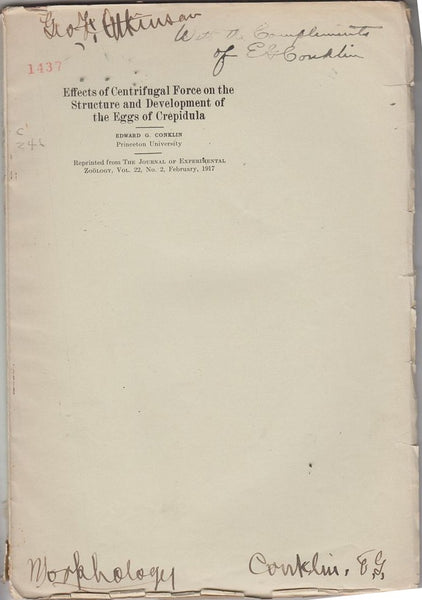 Geo. F. Atkinson
With the Compliments
of E G Conklin
1437
Effects of Centrifugal Force on the
Structure and Development of
the Eggs of Crepidula
EDWARD G. CONKLIN
Princeton University
Reprinted from THE JOURNAL OF EXPERIMENTAL
ZOÖLOGY, VOL. 22, NO. 2, February, 1917
C
Morphology
Conklin, E. G.